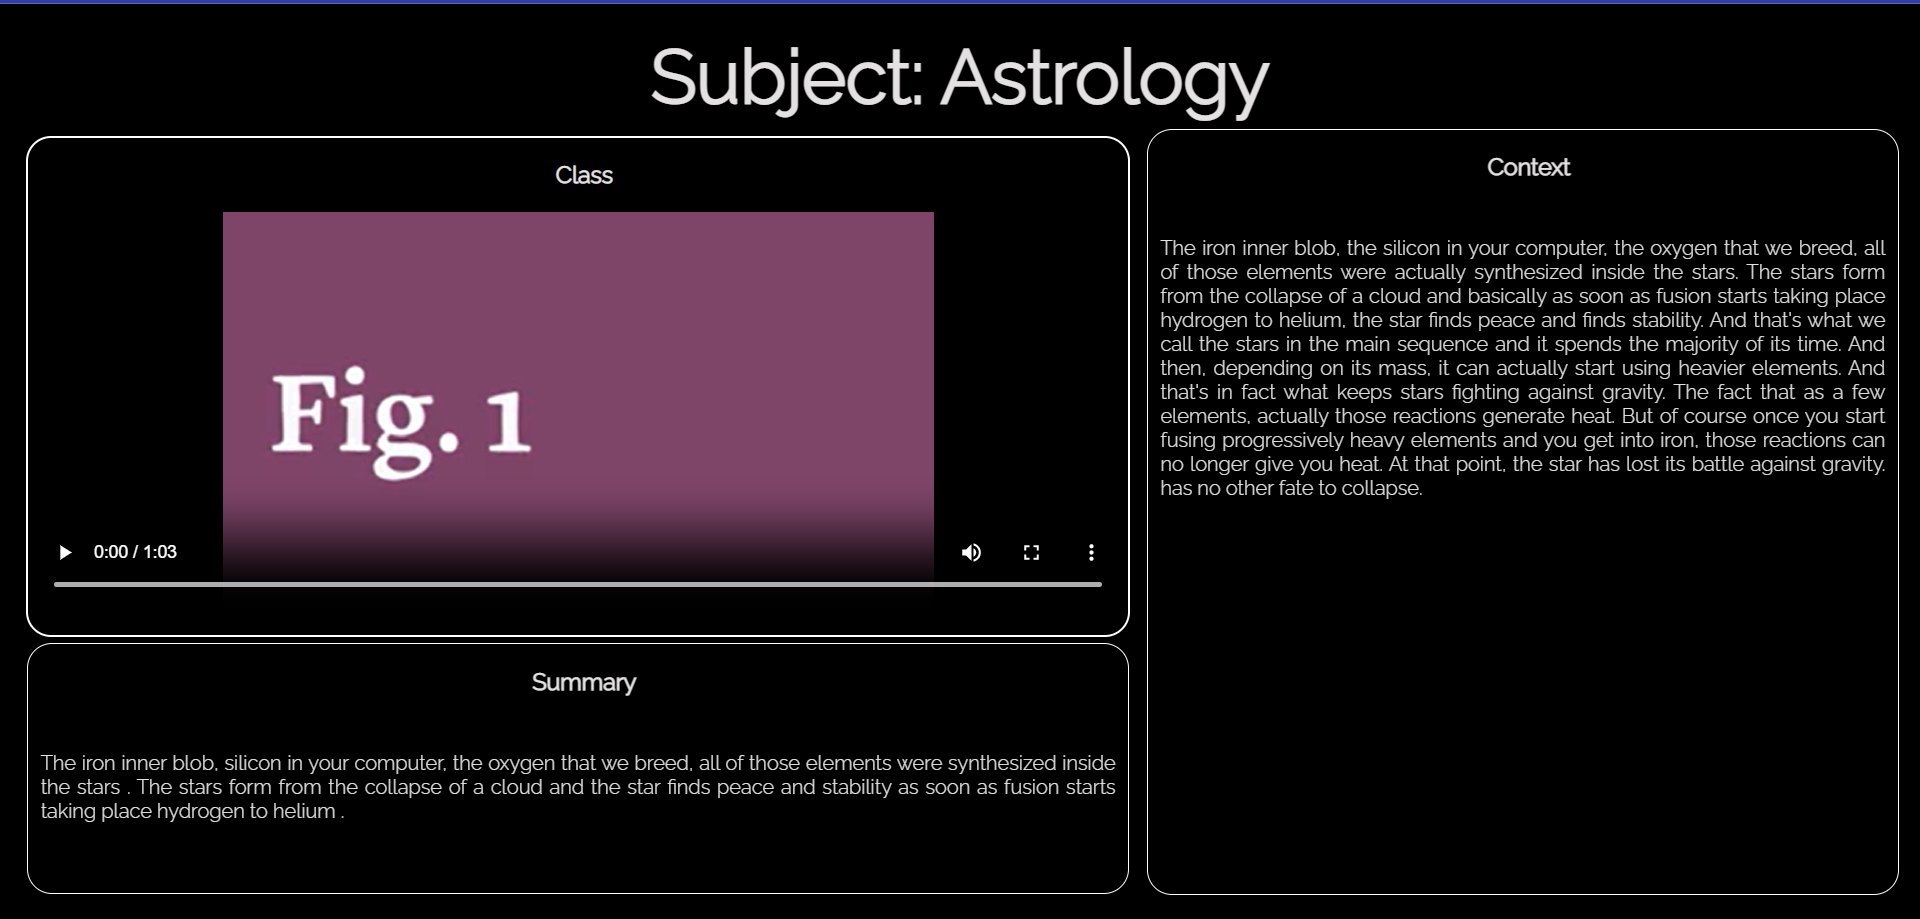 Subject: Astrology
Class
Fig. 1
0:00 / 1:03
Summary
The iron inner blob, silicon in your computer, the oxygen that we breed, all of those elements were synthesized inside
the stars . The stars form from the collapse of a cloud and the star finds peace and stability as soon as fusion starts
taking place hydrogen to helium .
Context
The iron inner blob, the silicon in your computer, the oxygen that we breed, all
of those elements were actually synthesized inside the stars. The stars form
from the collapse of a cloud and basically as soon as fusion starts taking place
hydrogen to helium, the star finds peace and finds stability. And that's what we
call the stars in the main sequence and it spends the majority of its time. And
then, depending on its mass, it can actually start using heavier elements. And
that's in fact what keeps stars fighting against gravity. The fact that as a few
elements, actually those reactions generate heat. But of course once you start
fusing progressively heavy elements and you get into iron, those reactions can
no longer give you heat. At that point, the star has lost its battle against gravity.
has no other fate to collapse.